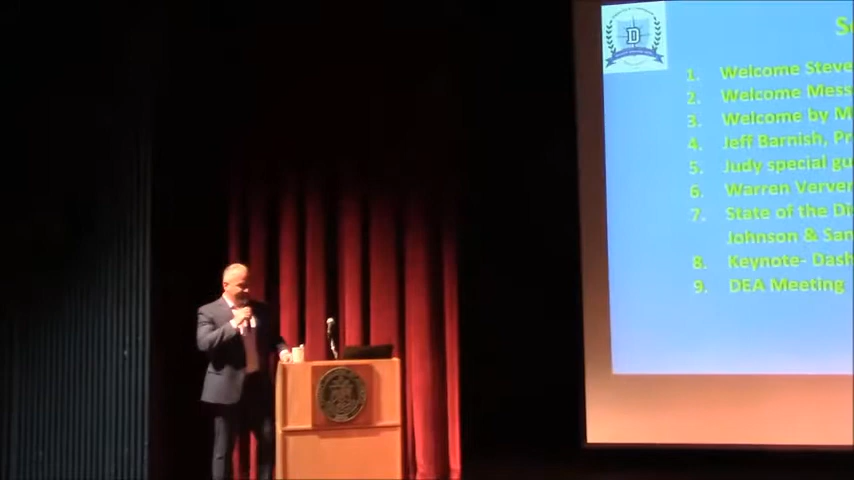 D
1. Welcome Steve
2. Welcome Mess
3. Welcome by M
4. Jeff Barnish, Pr
5. Judy special gu
6. Warren Verver
7. State of the Dis
Johnson & San
8. Keynote- Dash
9. DEA Meeting